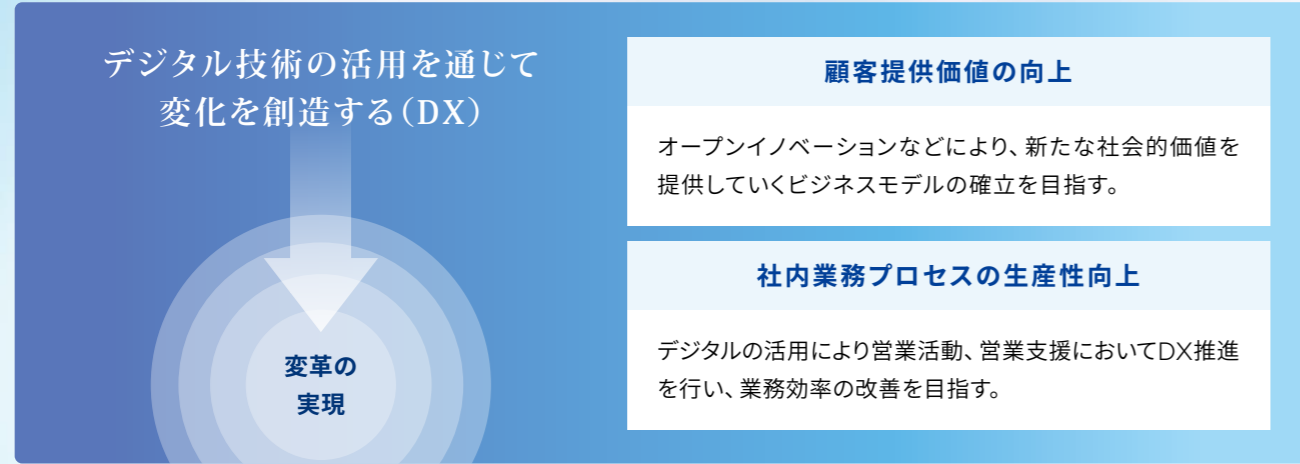 デジタル技術の活用を通じて
変化を創造する（DX）
変革の
実現
顧客提供価値の向上
オープンイノベーションなどにより、新たな社会的価値を
提供していくビジネスモデルの確立を目指す。
社内業務プロセスの生産性向上
デジタルの活用により営業活動、営業支援においてDX推進
を行い、業務効率の改善を目指す。